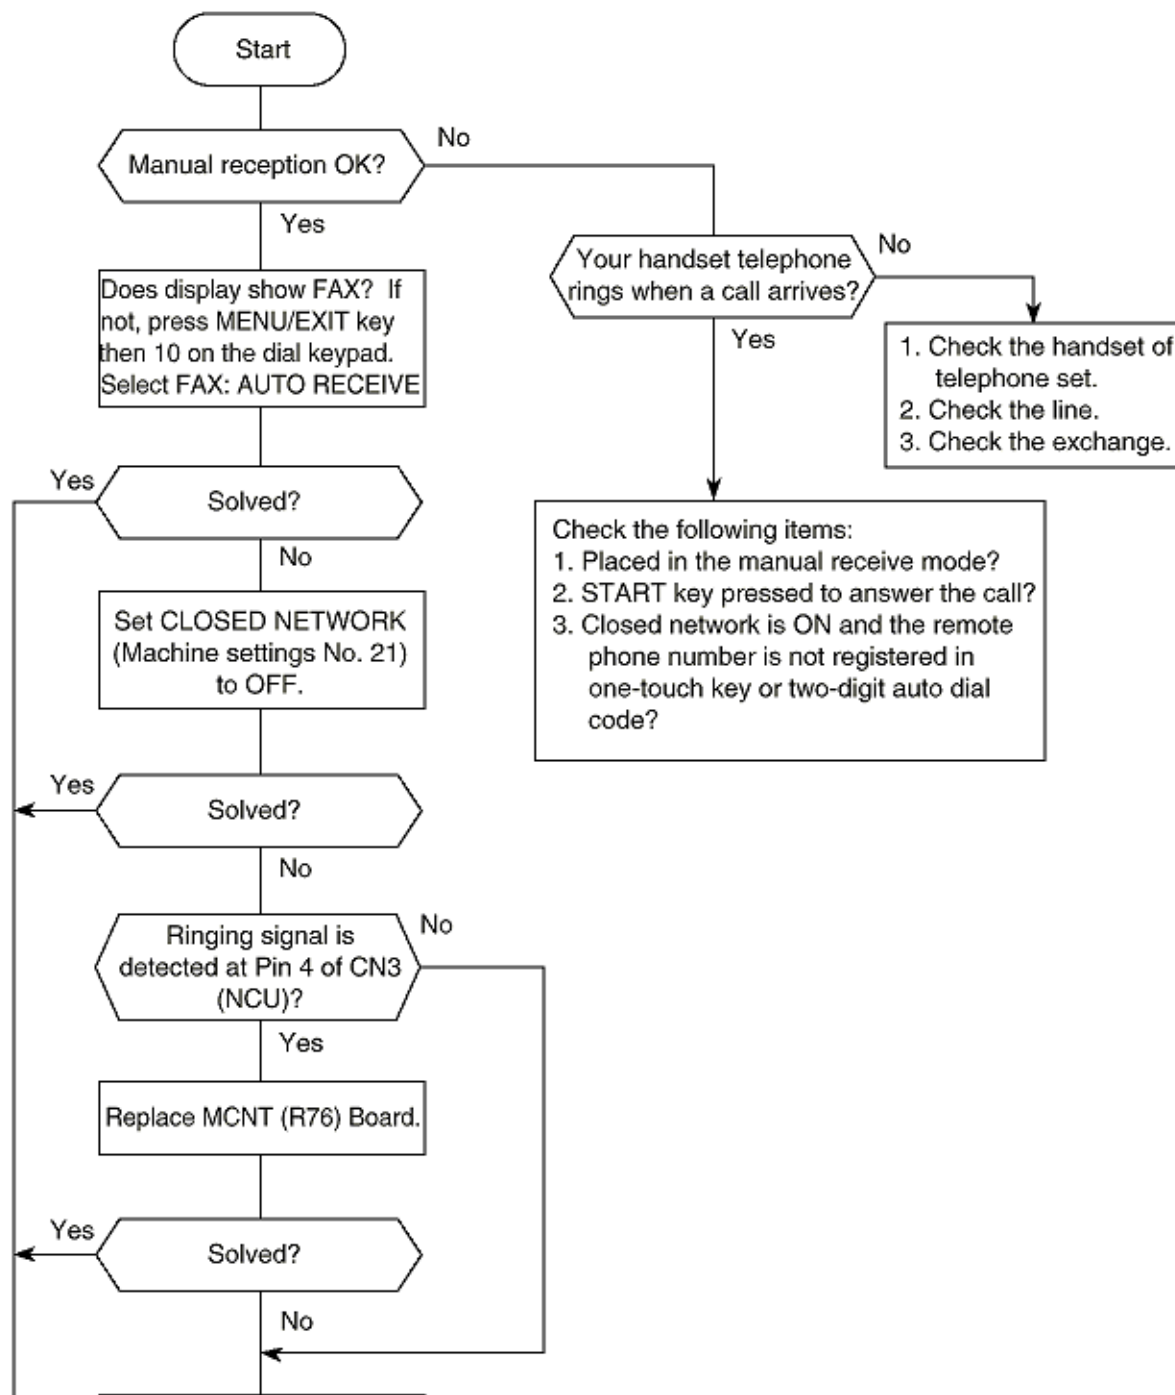 Start
Manual reception OK?
No
Yes
Your handset telephone
rings when a call arrives?
No
Yes
Does display show FAX? If
not, press MENU/EXIT key
then 10 on the dial keypad.
Select FAX: AUTO RECEIVE
1. Check the handset of
telephone set.
2. Check the line.
3. Check the exchange.
Yes
Solved?
No
Check the following items:
1. Placed in the manual receive mode?
2. START key pressed to answer the call?
3. Closed network is ON and the remote
phone number is not registered in
one-touch key or two-digit auto dial
code?
Set CLOSED NETWORK
(Machine settings No. 21)
to OFF.
Yes
Solved?
No
Ringing signal is
detected at Pin 4 of CN3
(NCU)?
No
Yes
Replace MCNT (R76) Board.
Yes
Solved?
No